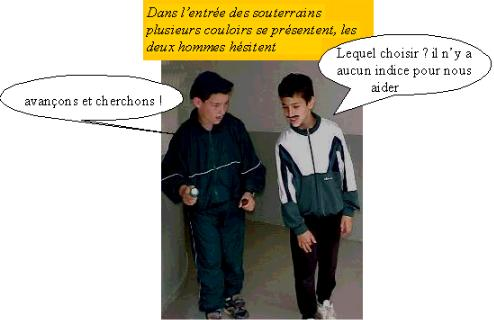 Dans l'entrée des souterrains
plusieurs couloirs se présentent, les
deux hommes hésitent
Lequel choisir ? il n'y a
aucun indice pour nous
aider
avançons et cherchons !